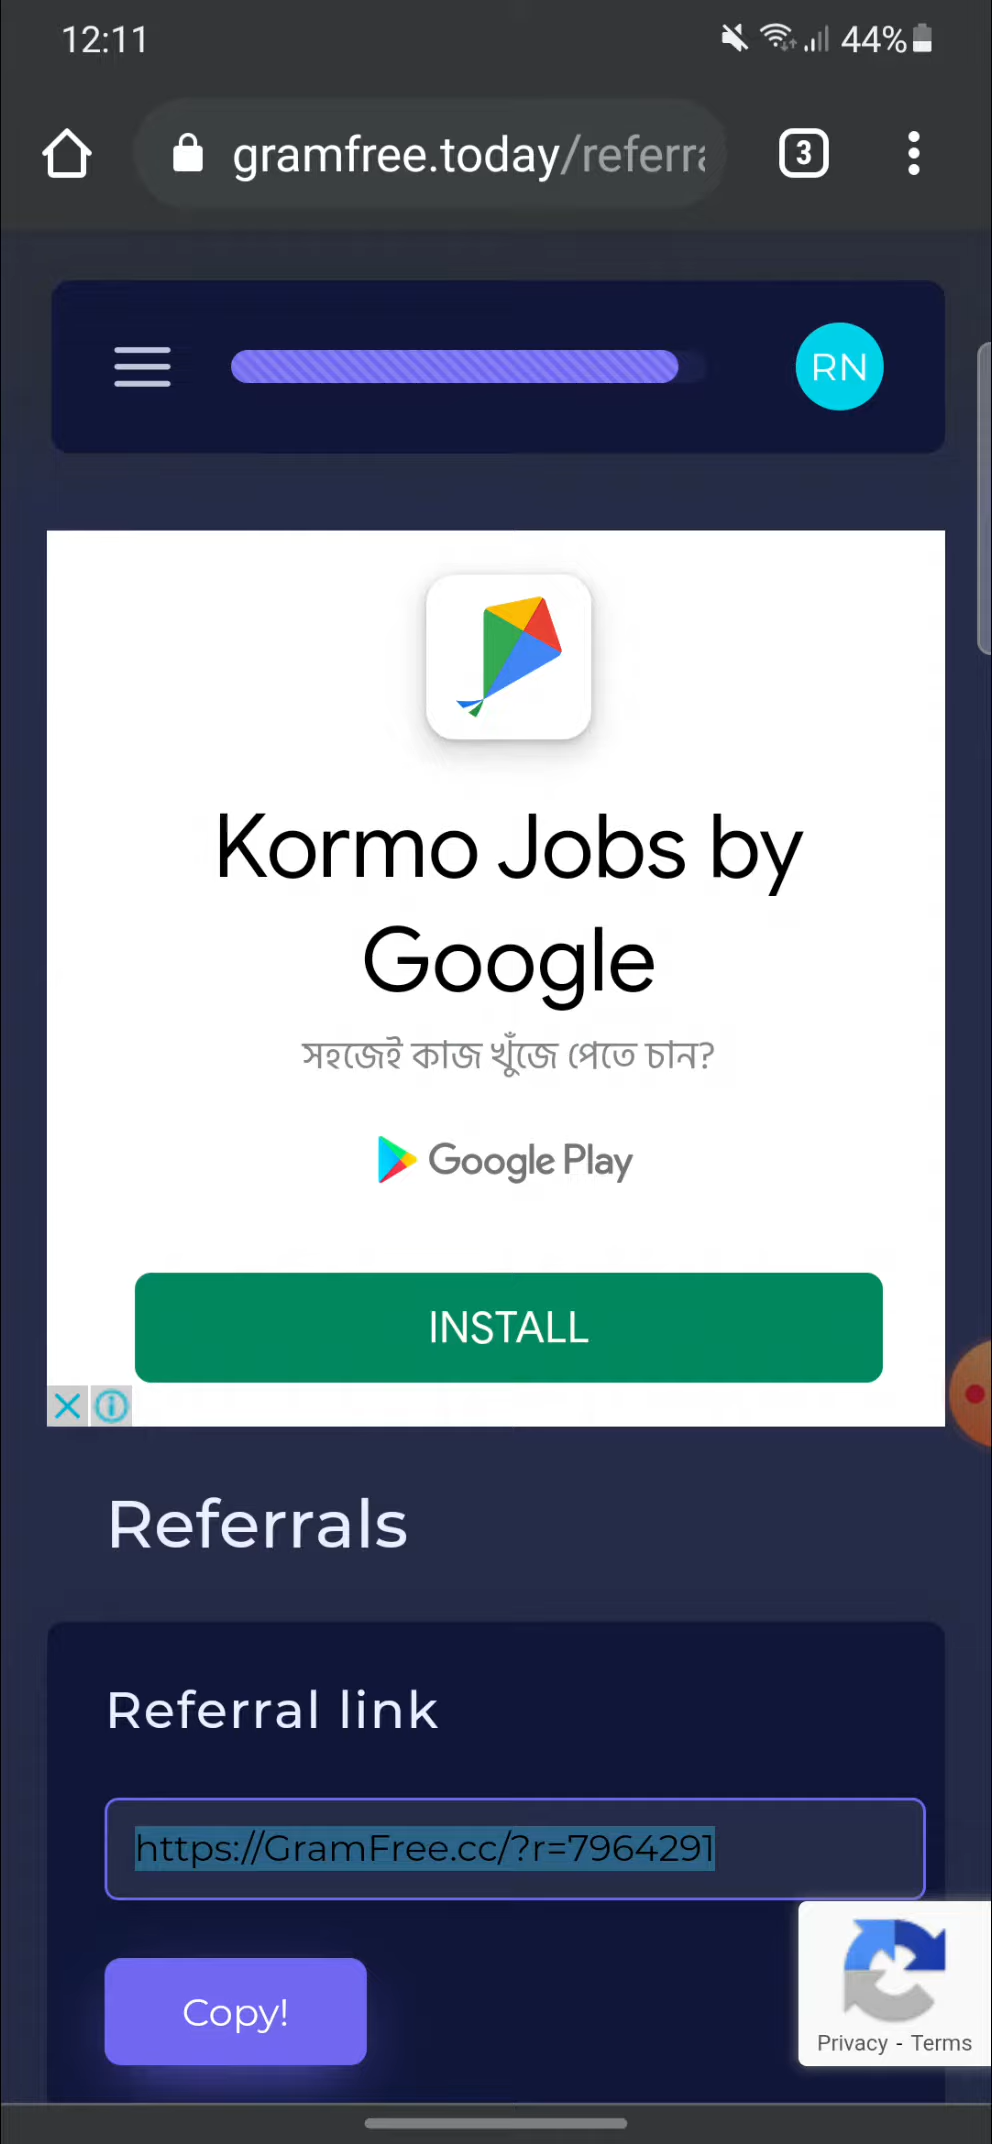 12:11
44%
gramfree.today/referra
3
RN
Kormo Jobs by
Google
সহজেই কাজ খুঁজে পেতে চান?
Google Play
INSTALL
Referrals
Referral link
https://GramFree.cc/?r=7964291
Copy!
Privacy - Terms